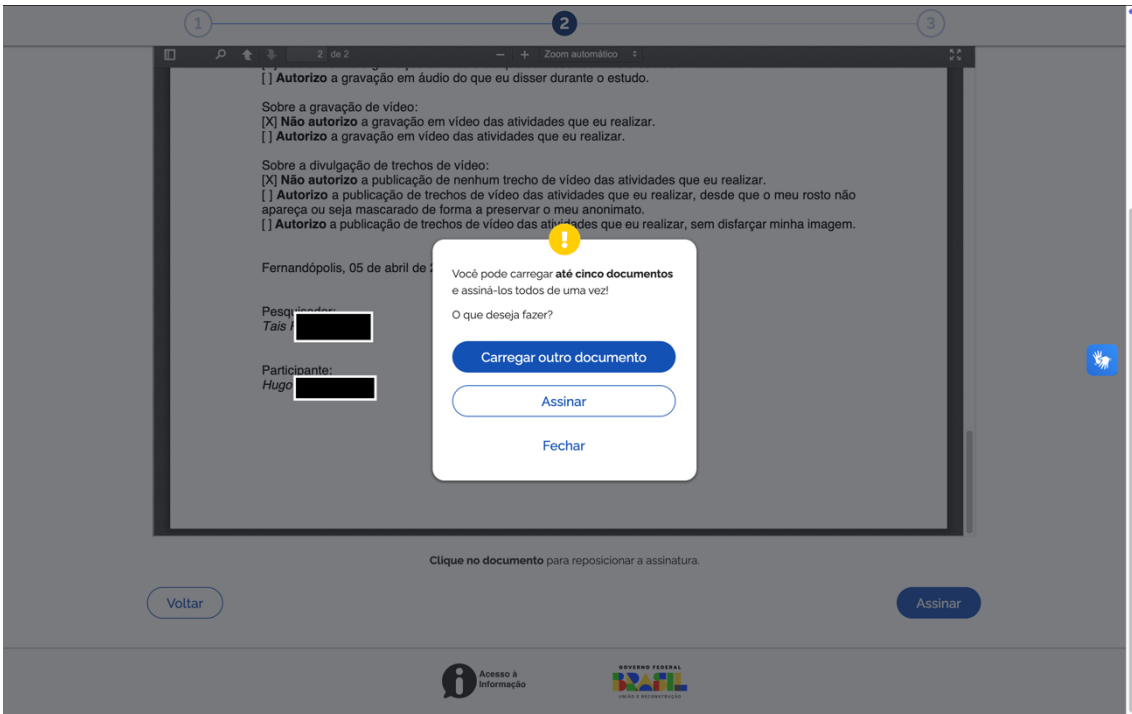 1
2
3
2 de 2
Zoom automático
[ ] Autorizo a gravação em áudio do que eu disser durante o estudo.
Sobre a gravação de vídeo:
[X] Não autorizo a gravação em vídeo das atividades que eu realizar.
[ ] Autorizo a gravação em vídeo das atividades que eu realizar.
Sobre a divulgação de trechos de vídeo:
[X] Não autorizo a publicação de nenhum trecho de vídeo das atividades que eu realizar.
[ ] Autorizo a publicação de trechos de vídeo das atividades que eu realizar, desde que o meu rosto não
apareça ou seja mascarado de forma a preservar o meu anonimato.
[ ] Autorizo a publicação de trechos de vídeo das atividades que eu realizar, sem disfarçar minha imagem.
Fernandópolis, 05 de abril de
Pesquisador:
Tais
Participante:
Hugo
Você pode carregar até cinco documentos
e assiná-los todos de uma vez!
O que deseja fazer?
Carregar outro documento
Assinar
Fechar
Clique no documento para reposicionar a assinatura.
Voltar
Assinar
Acesso à
Informação
GOVERNO FEDERAL
BRASIL
UNIÃO E RECONSTRUÇÃO